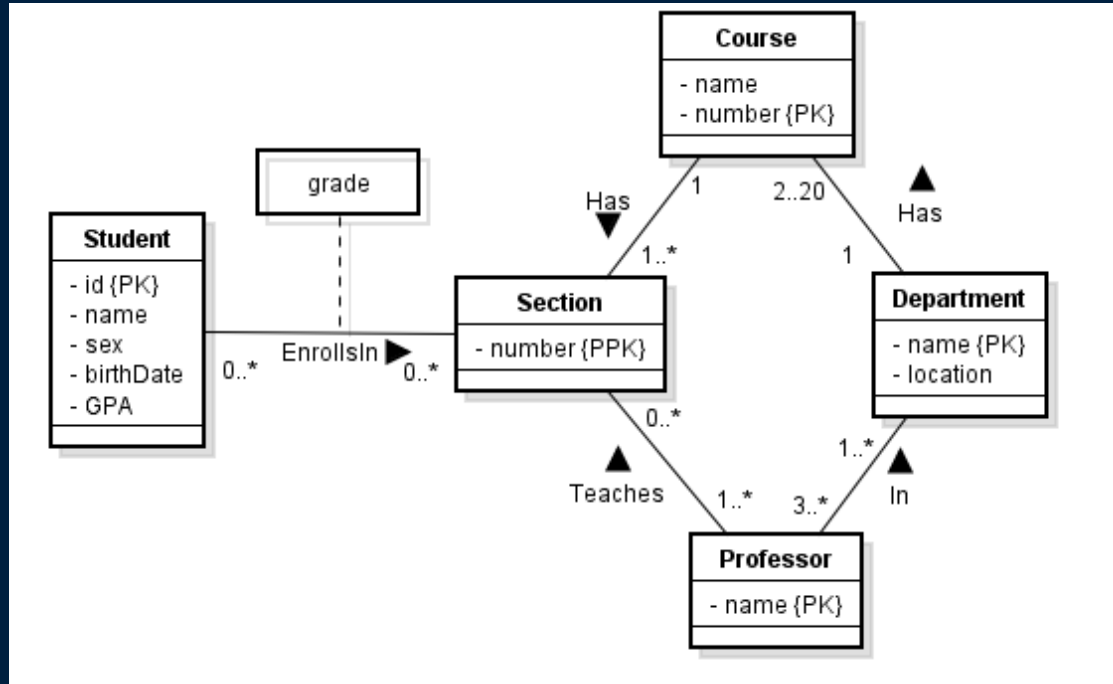 Course
- name
- number {PK}
grade
Has
1
2..20
Has
Student
- id {PK}
- name
- sex
- birthDate
- GPA
1..*
1
Section
- number {PPK}
Department
- name {PK}
- location
EnrollsIn
0..*
0..*
0..*
1..*
Teaches
1..*
3..*
In
Professor
- name {PK}